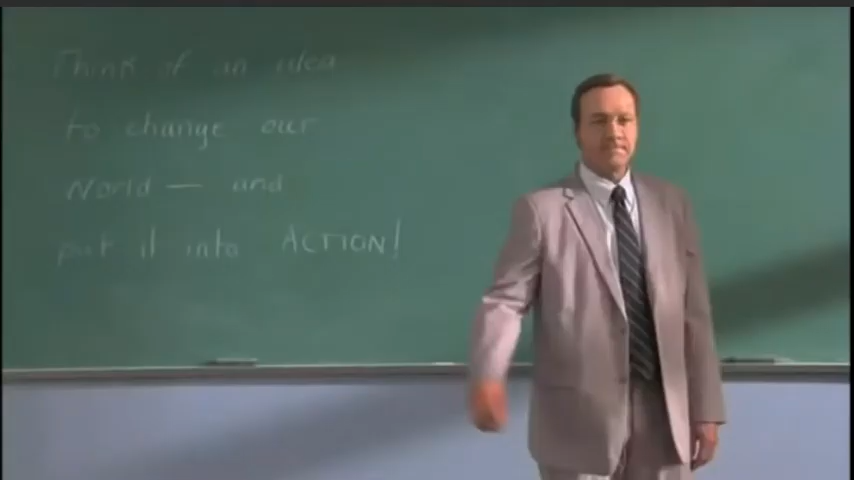 Think of an idea
to change our
World — and
put it into ACTION!